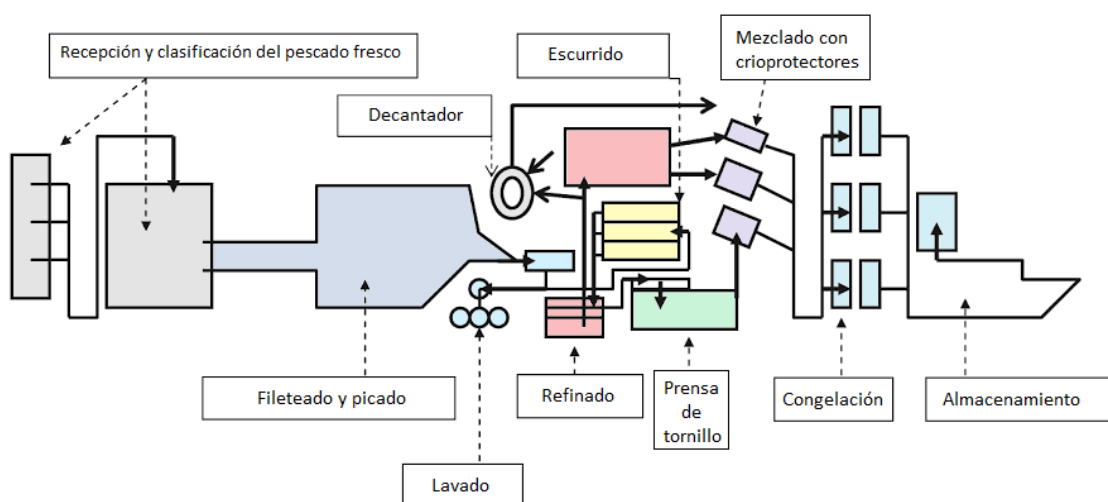 Recepción y clasificación del pescado fresco
Escurrido
Mezclado con
crioprotectores
Decantador
Fileteado y picado
Refinado
Prensa
de
tornillo
Congelación
Almacenamiento
Lavado